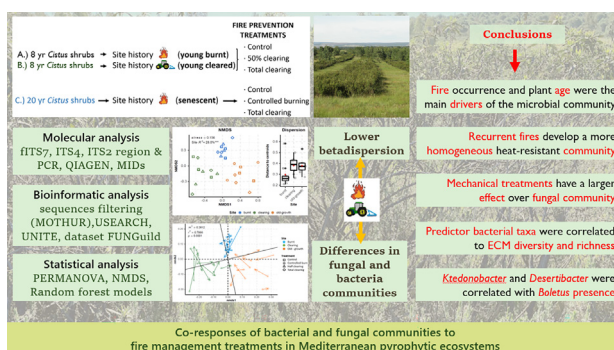 FIRE PREVENTION
TREATMENTS
A.) 8 yr Cistus shrubs → Site history (young burnt)
B.) 8 yr Cistus shrubs → Site history (young cleared)
• Control
• 50% clearing
• Total clearing
C.) 20 yr Cistus shrubs → Site history (senescent)
• Control
• Controlled burning
• Total clearing
Molecular analysis
fITS7, ITS4, ITS2 region &
PCR, QIAGEN, MIDs
Bioinformatic analysis
sequences filtering
(MOTHUR),USEARCH,
UNITE, dataset FUNguild
Statistical analysis
PERMANOVA, NMDS,
Random forest models
NMDS
Dispersion
NMDS2
NMDS1
Site
Lower
betadispersion
Differences in
fungal and
bacteria
communities
Conclusions
Fire occurrence and plant age were the
main drivers of the microbial community
Recurrent fires develop a more
homogeneous heat-resistant community
Mechanical treatments have a larger
effect over fungal community
Predictor bacterial taxa were correlated
to ECM diversity and richness
Ktedonobacter and Desertibacter were
correlated with Boletus presence
Co-responses of bacterial and fungal communities to
fire management treatments in Mediterranean pyrophytic ecosystems